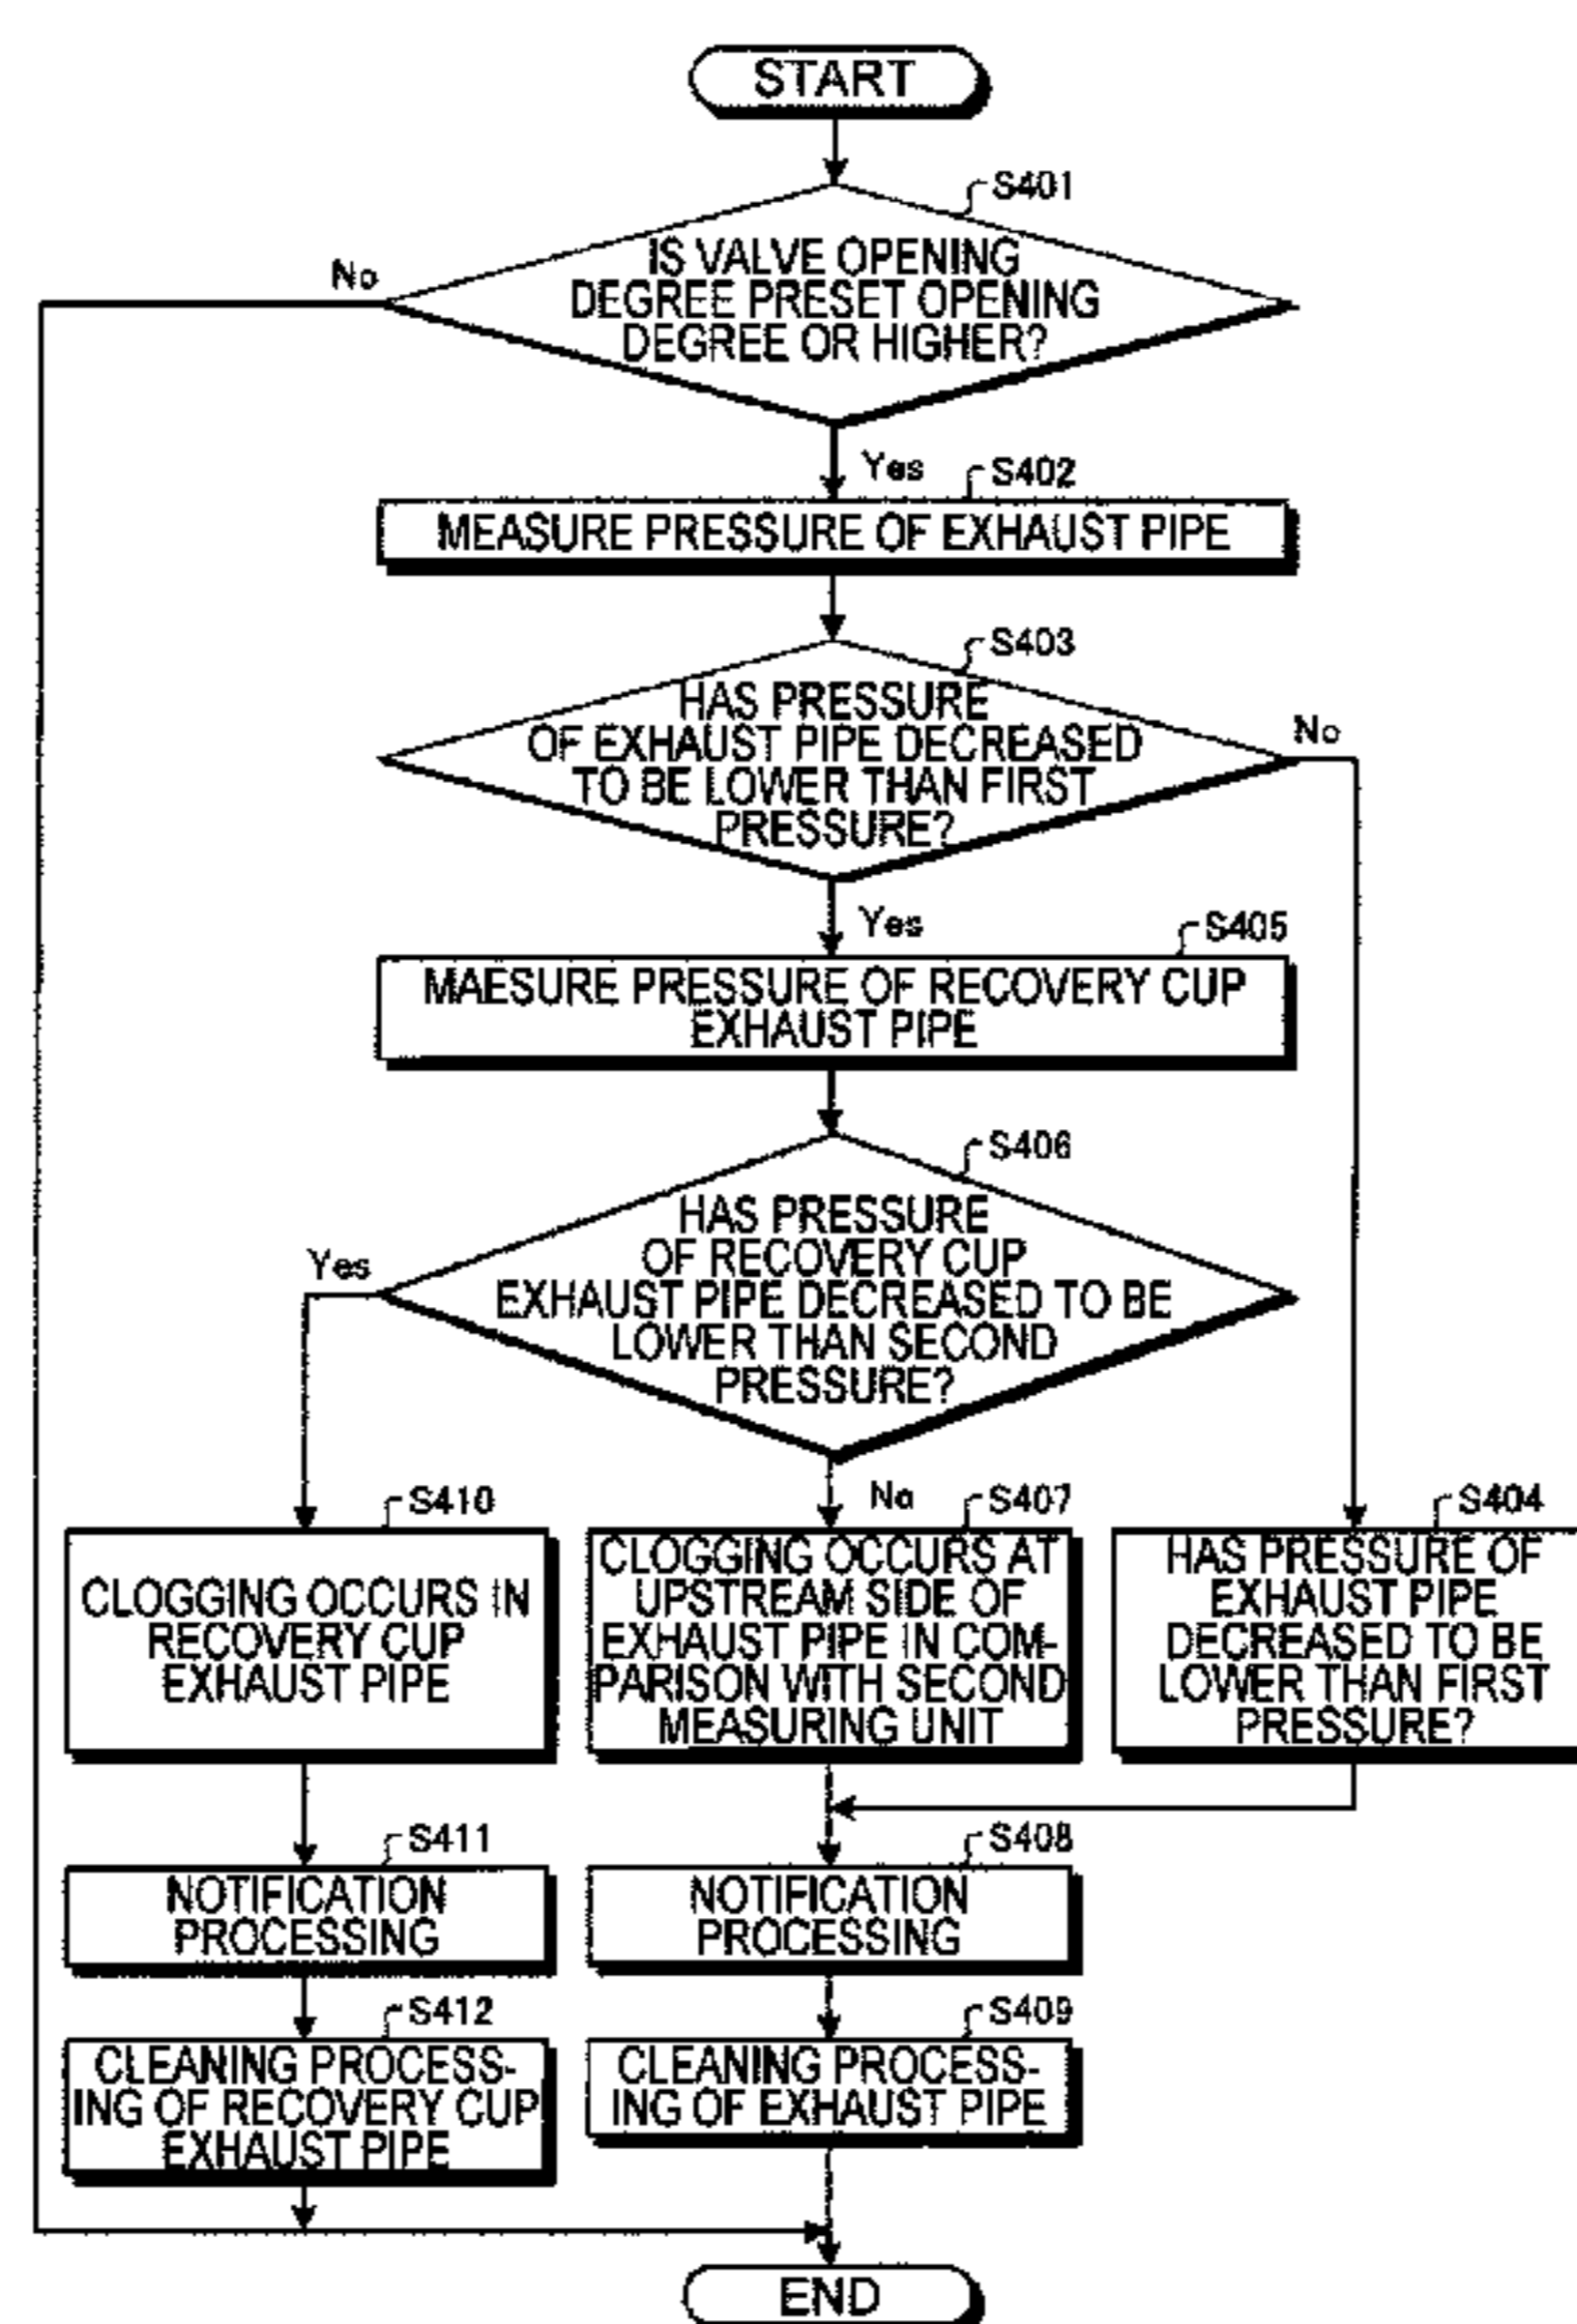 START
S401
IS VALVE OPENING
DEGREE PRESET OPENING
DEGREE OR HIGHER?
No
Yes
S402
MEASURE PRESSURE OF EXHAUST PIPE
S403
HAS PRESSURE
OF EXHAUST PIPE DECREASED
TO BE LOWER THAN FIRST
PRESSURE?
No
Yes
S405
MAESURE PRESSURE OF RECOVERY CUP
EXHAUST PIPE
S406
HAS PRESSURE
OF RECOVERY CUP
EXHAUST PIPE DECREASED TO BE
LOWER THAN SECOND
PRESSURE?
Yes
No
S410
CLOGGING OCCURS IN
RECOVERY CUP
EXHAUST PIPE
S407
CLOGGING OCCURS AT
UPSTREAM SIDE OF
EXHAUST PIPE IN COM-
PARISON WITH SECOND
MEASURING UNIT
S404
HAS PRESSURE OF
EXHAUST PIPE
DECREASED TO BE
LOWER THAN FIRST
PRESSURE?
S411
NOTIFICATION
PROCESSING
S408
NOTIFICATION
PROCESSING
S412
CLEANING PROCESS-
ING OF RECOVERY CUP
EXHAUST PIPE
S409
CLEANING PROCESS-
ING OF EXHAUST PIPE
END